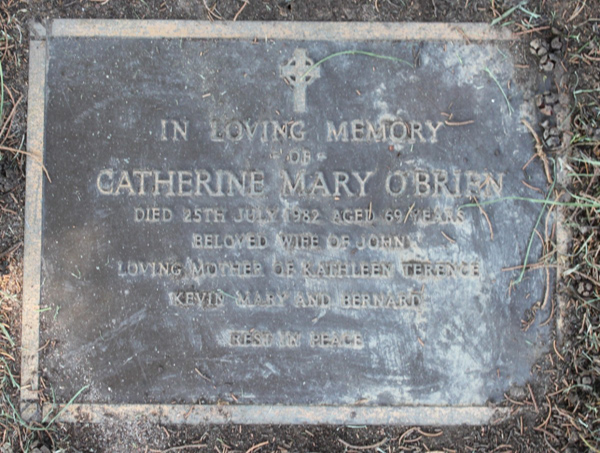 IN LOVING MEMORY
OF
CATHERINE MARY O'BRIEN
DIED 25TH JULY 1982 AGED 69 YEARS
BELOVED WIFE OF JOHN
LOVING MOTHER OF KATHLEEN TERENCE
KEVIN MARY AND BERNARD
REST IN PEACE